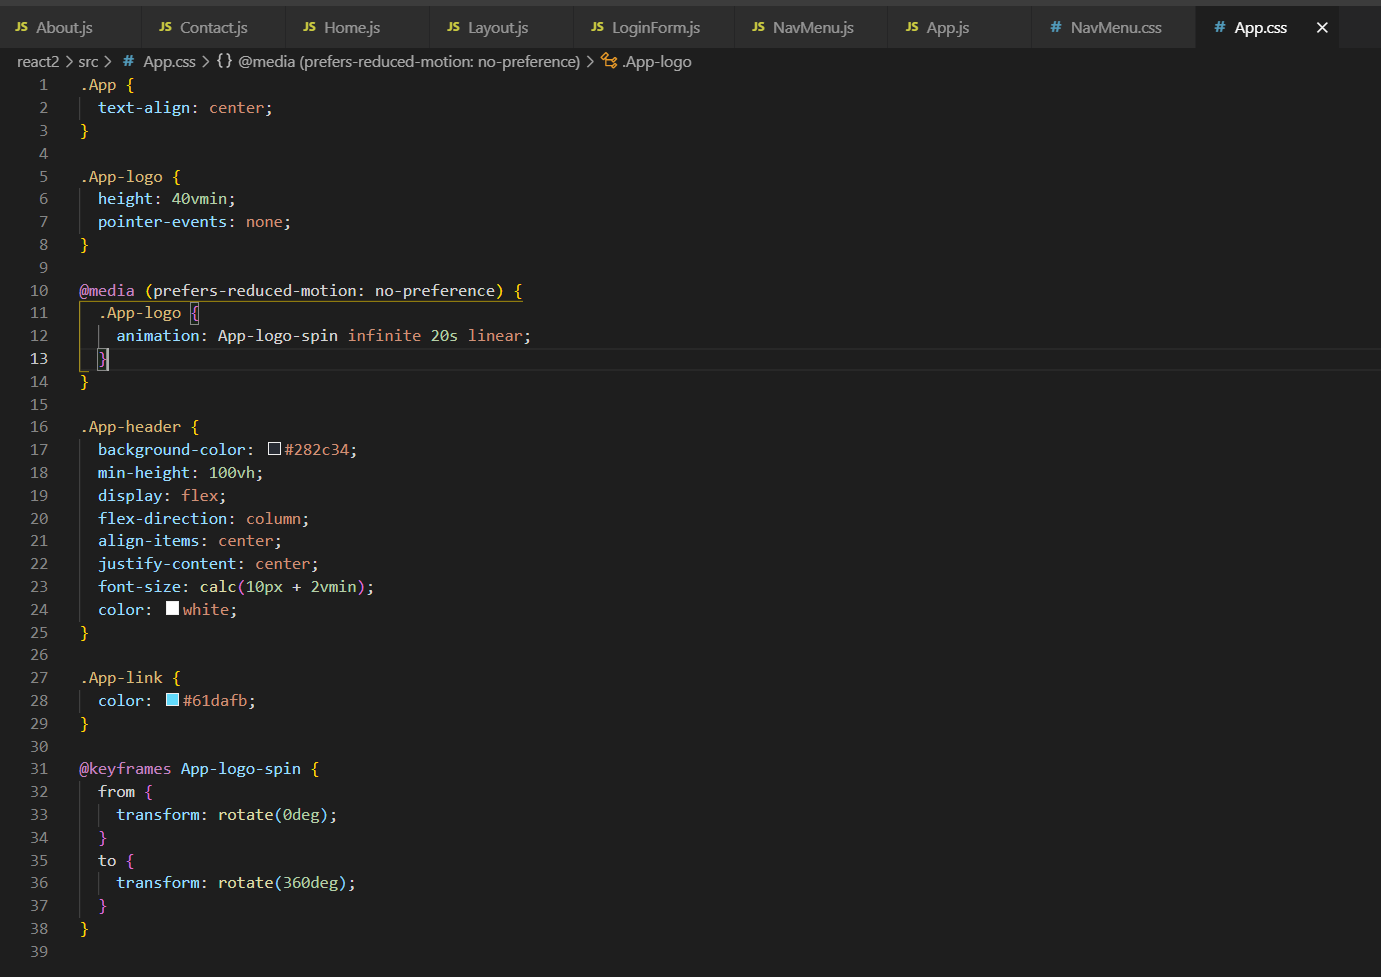 JS About.js JS Contact.js JS Home.js JS Layout.js JS LoginForm.js JS NavMenu.js JS App.js # NavMenu.css # App.css ×
react2 > src > # App.css > {} @media (prefers-reduced-motion: no-preference) > .App-logo
1 .App {
2 text-align: center;
3 }
4
5 .App-logo {
6 height: 40vmin;
7 pointer-events: none;
8 }
9
10 @media (prefers-reduced-motion: no-preference) {
11 .App-logo {
12 animation: App-logo-spin infinite 20s linear;
13 }
14 }
15
16 .App-header {
17 background-color: #282c34;
18 min-height: 100vh;
19 display: flex;
20 flex-direction: column;
21 align-items: center;
22 justify-content: center;
23 font-size: calc(10px + 2vmin);
24 color: white;
25 }
26
27 .App-link {
28 color: #61dafb;
29 }
30
31 @keyframes App-logo-spin {
32 from {
33 transform: rotate(0deg);
34 }
35 to {
36 transform: rotate(360deg);
37 }
38 }
39